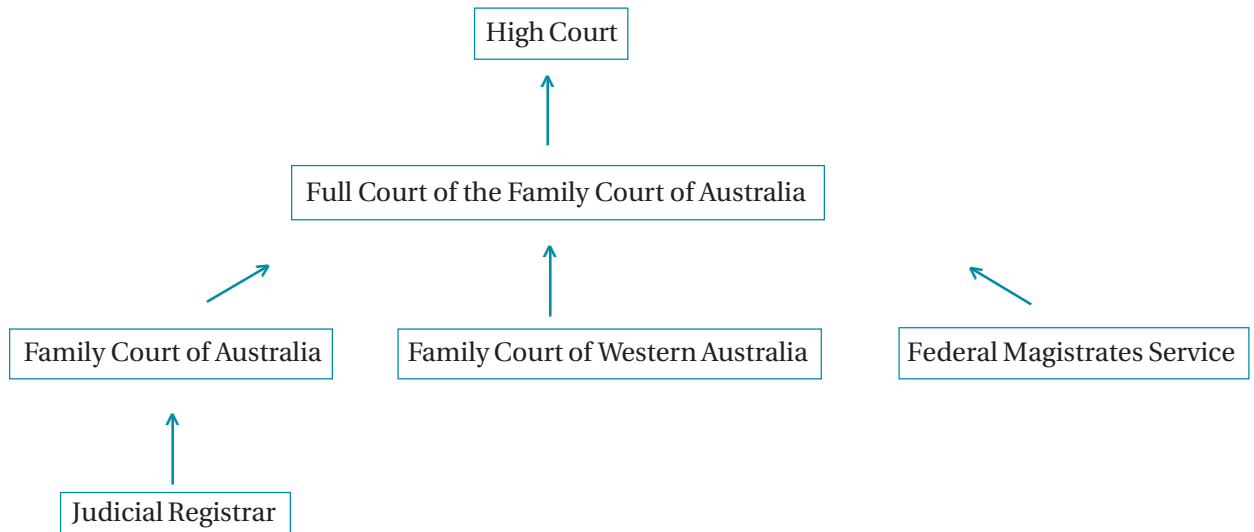 High Court
Full Court of the Family Court of Australia
Family Court of Australia
Family Court of Western Australia
Federal Magistrates Service
Judicial Registrar